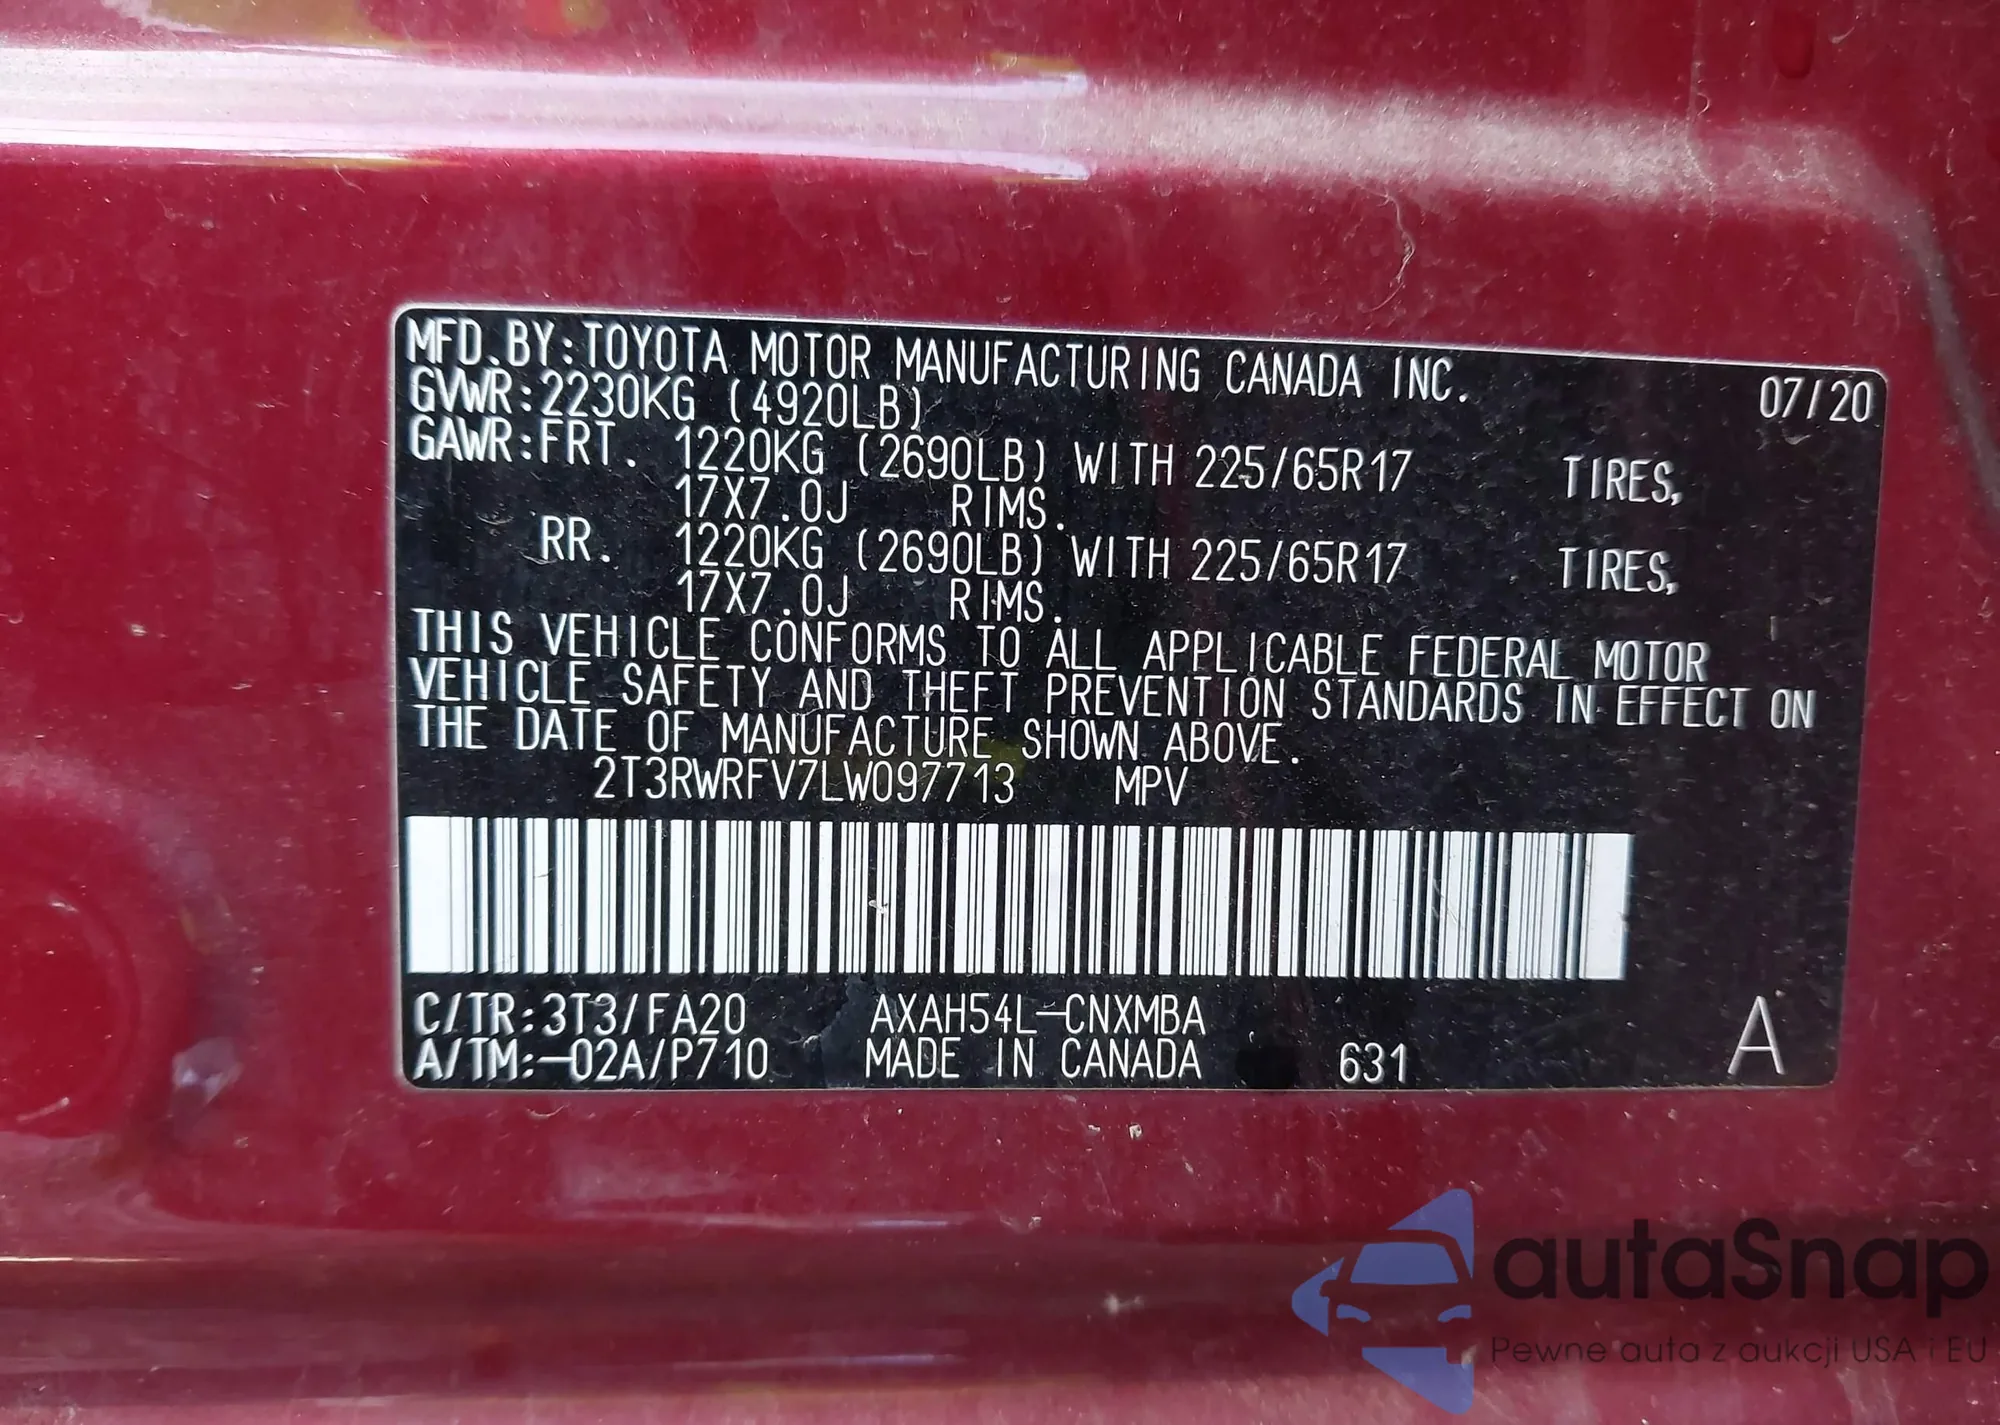 MFD.BY:TOYOTA MOTOR MANUFACTURING CANADA INC. 07/20
GVWR:2230KG (4920LB)
GAWR:FRT. 1220KG (2690LB) WITH 225/65R17 TIRES,
17X7.0J RIMS.
RR. 1220KG (2690LB) WITH 225/65R17 TIRES,
17X7.0J RIMS.
THIS VEHICLE CONFORMS TO ALL APPLICABLE FEDERAL MOTOR
VEHICLE SAFETY AND THEFT PREVENTION STANDARDS IN EFFECT ON
THE DATE OF MANUFACTURE SHOWN ABOVE.
2T3RWRFV7LW097713 MPV
C/TR:3T3/FA20 AXAH54L-CNXMBA
A/TM:-02A/P710 MADE IN CANADA 631 A
autaSnap
Pewne auta z aukcji USA i EU